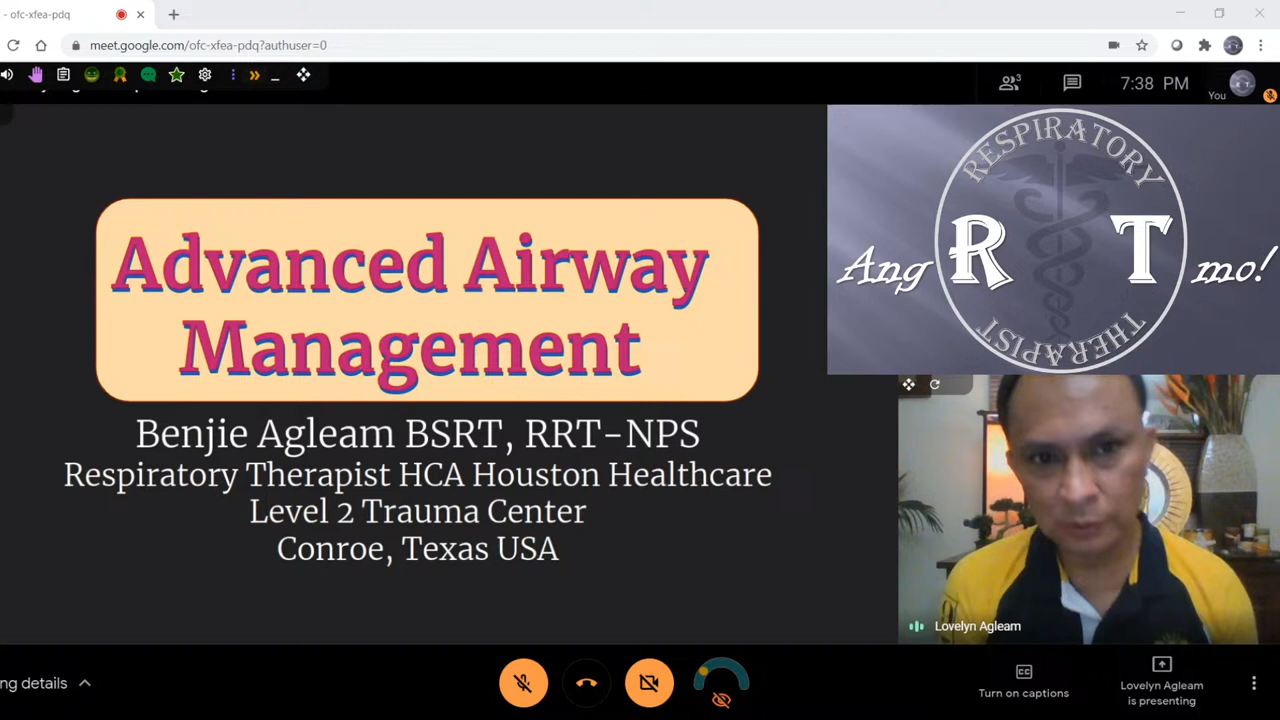 - ofc-xfea-pdq
meet.google.com/ofc-xfea-pdq?authuser=0
3
7:38 PM
You
Advanced Airway
Management
Benjie Agleam BSRT, RRT-NPS
Respiratory Therapist HCA Houston Healthcare
Level 2 Trauma Center
Conroe, Texas USA
RESPIRATORY
Ang R T mo!
THERAPIST
Lovelyn Agleam
ng details
CC
Turn on captions
Lovelyn Agleam
is presenting